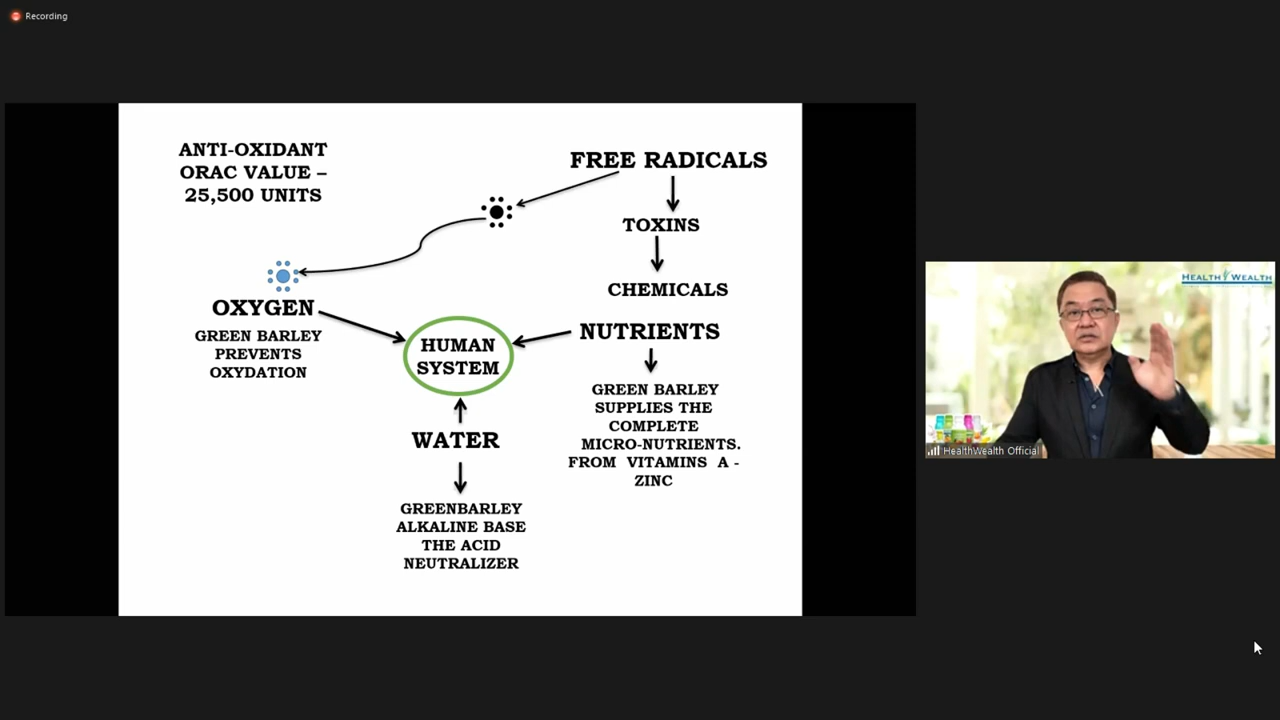 Recording
ANTI-OXIDANT
ORAC VALUE –
25,500 UNITS
FREE RADICALS
TOXINS
CHEMICALS
OXYGEN
GREEN BARLEY
PREVENTS
OXYDATION
HUMAN
SYSTEM
NUTRIENTS
GREEN BARLEY
SUPPLIES THE
COMPLETE
MICRO-NUTRIENTS.
FROM VITAMINS A -
ZINC
WATER
GREENBARLEY
ALKALINE BASE
THE ACID
NEUTRALIZER
HEALTH WEALTH
HealthWealth Official